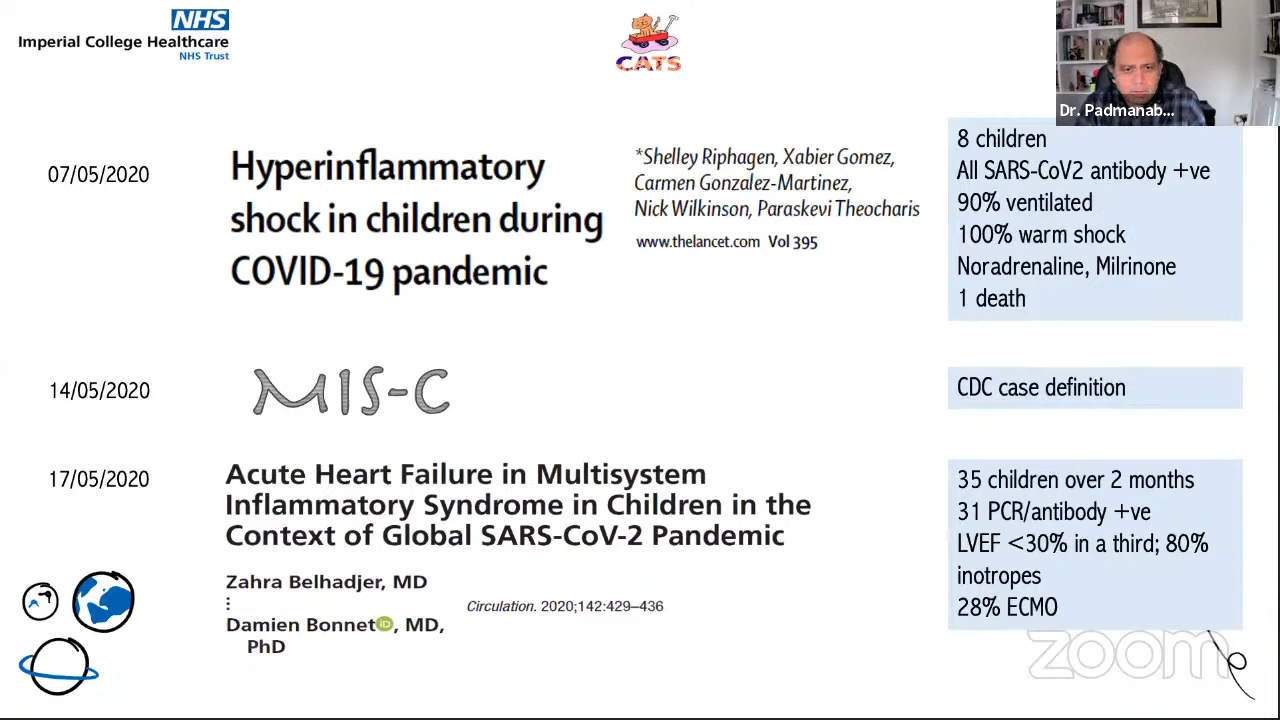 NHS
Imperial College Healthcare
NHS Trust
CATS
Dr. Padmanab...
07/05/2020
Hyperinflammatory
shock in children during
COVID-19 pandemic
*Shelley Riphagen, Xabier Gomez,
Carmen Gonzalez-Martinez,
Nick Wilkinson, Paraskevi Theocharis
www.thelancet.com Vol 395
8 children
All SARS-CoV2 antibody +ve
90% ventilated
100% warm shock
Noradrenaline, Milrinone
1 death
14/05/2020
MIS-C
CDC case definition
17/05/2020
Acute Heart Failure in Multisystem
Inflammatory Syndrome in Children in the
Context of Global SARS-CoV-2 Pandemic
Zahra Belhadjer, MD
⋮
Damien Bonnet iD, MD,
PhD
Circulation. 2020;142:429–436
35 children over 2 months
31 PCR/antibody +ve
LVEF <30% in a third; 80%
inotropes
28% ECMO
zoom